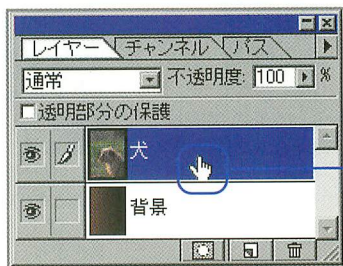 レイヤー チャンネル パス
通常 不透明度: 100 %
透明部分の保護
犬
背景